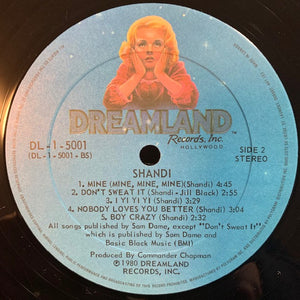 DREAMLAND
Records, Inc.
HOLLYWOOD
DL-1-5001
(DL-1-5001-BS)
SIDE 2
STEREO
SHANDI
1. MINE (MINE, MINE, MINE)(Shandi) 4:45
2. DON'T SWEAT IT (Shandi-Jill Black) 2:50
3. I YI YI YI (Shandi) 4:40
4. NOBODY LOVES YOU BETTER (Shandi) 3:04
5. BOY CRAZY (Shandi) 2:32
All songs published by Sam Dame, except "Don't Sweat It"
which is published by Sam Dame and
Basic Black Music (BMI)
Produced By Commander Chapman
©1980 DREAMLAND
RECORDS, INC.